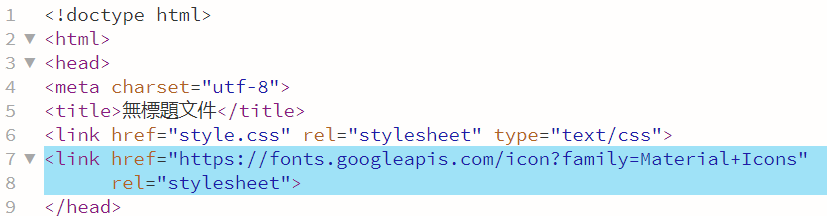 1 <!doctype html>
2 ▼ <html>
3 ▼ <head>
4 <meta charset="utf-8">
5 <title>無標題文件</title>
6 <link href="style.css" rel="stylesheet" type="text/css">
7 ▼ <link href="https://fonts.googleapis.com/icon?family=Material+Icons"
8 rel="stylesheet">
9 </head>